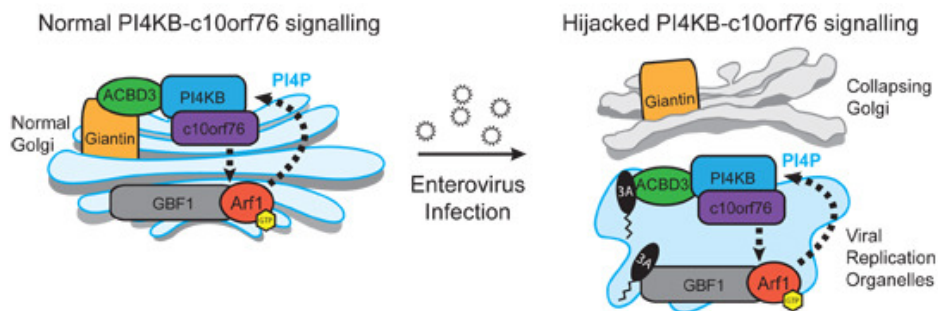 Normal PI4KB-c10orf76 signalling
Hijacked PI4KB-c10orf76 signalling
ACBD3
PI4KB
PI4P
c10orf76
Normal
Golgi
Giantin
GBF1
Arf1
GTP
Enterovirus
Infection
Giantin
Collapsing
Golgi
3A
ACBD3
PI4KB
PI4P
c10orf76
3A
GBF1
Arf1
GTP
Viral
Replication
Organelles